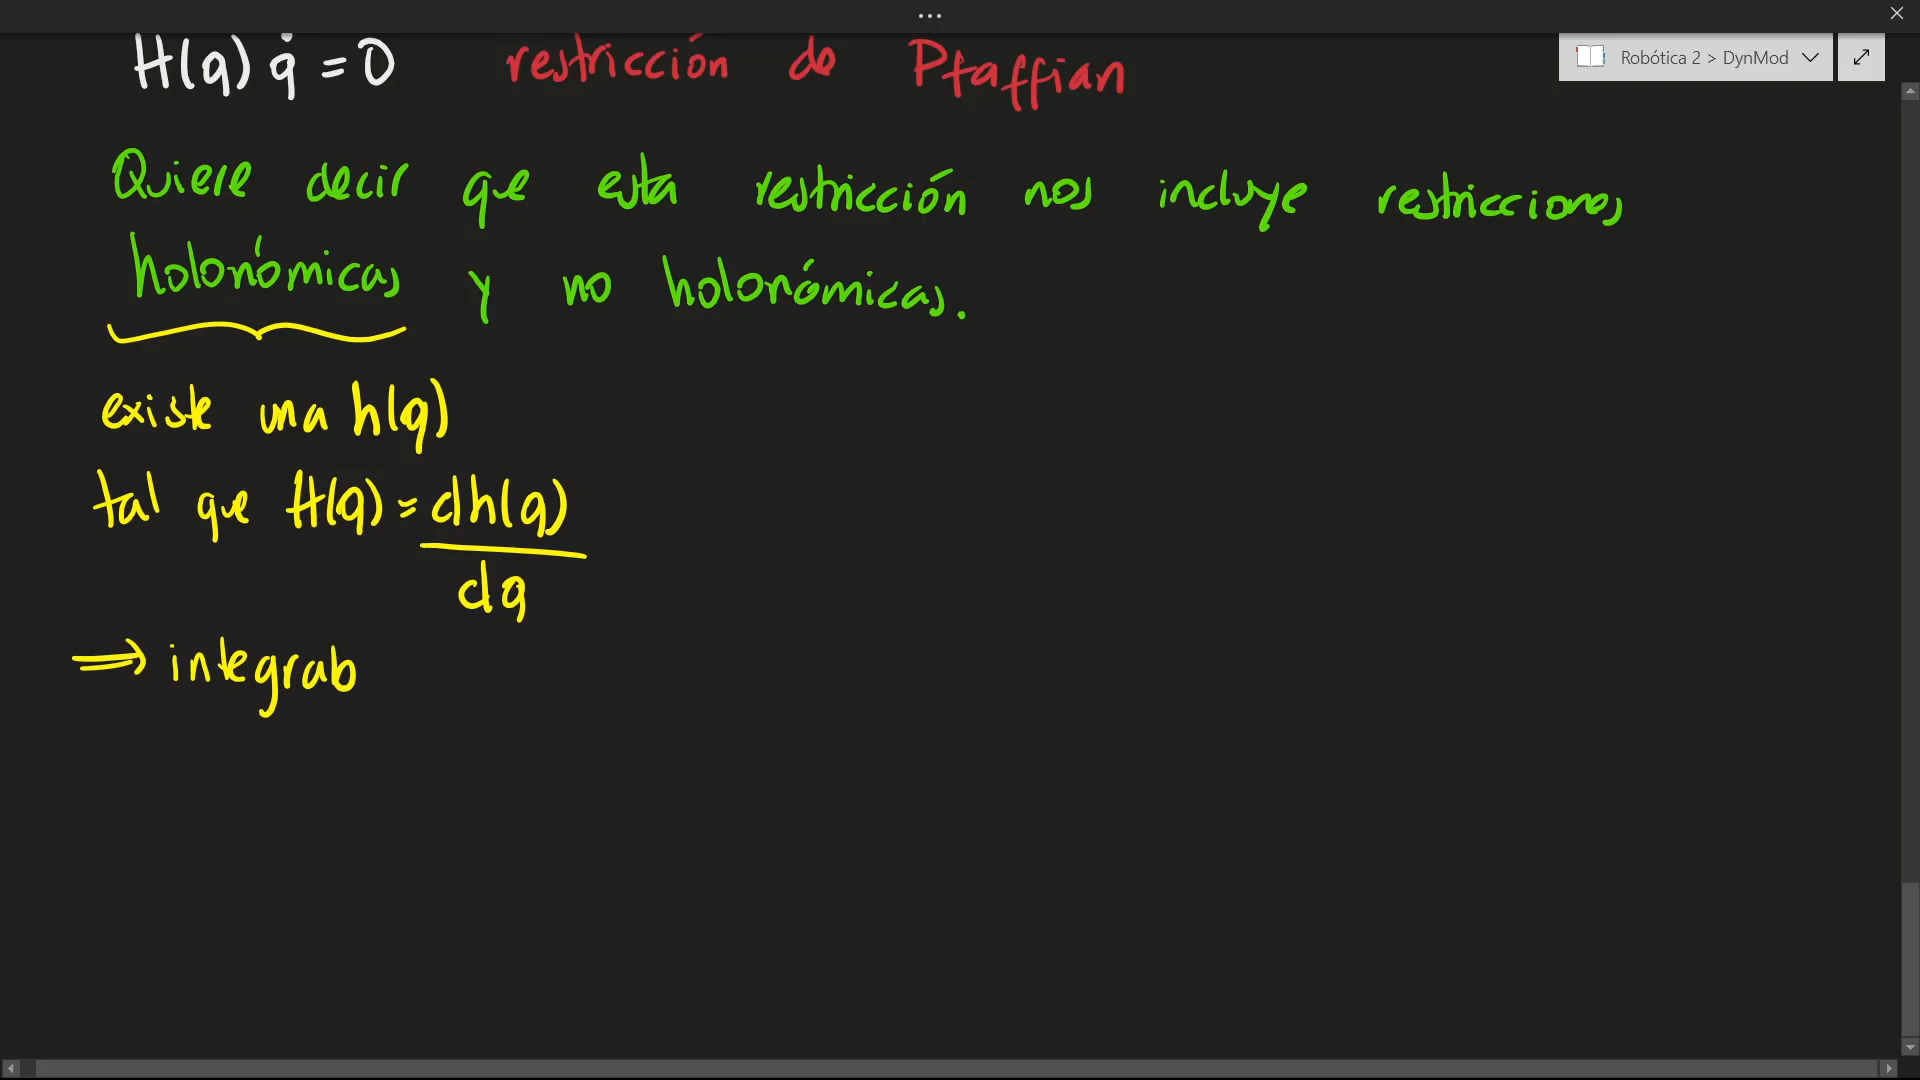 Robótica 2 > DynMod
H(q) q̇ = 0 restricción de Pfaffian
Quiere decir que esta restricción nos incluye restricciones
holonómicas y no holonómicas.
existe una h(q)
tal que H(q) = dh(q)
dq
⇒ integrab